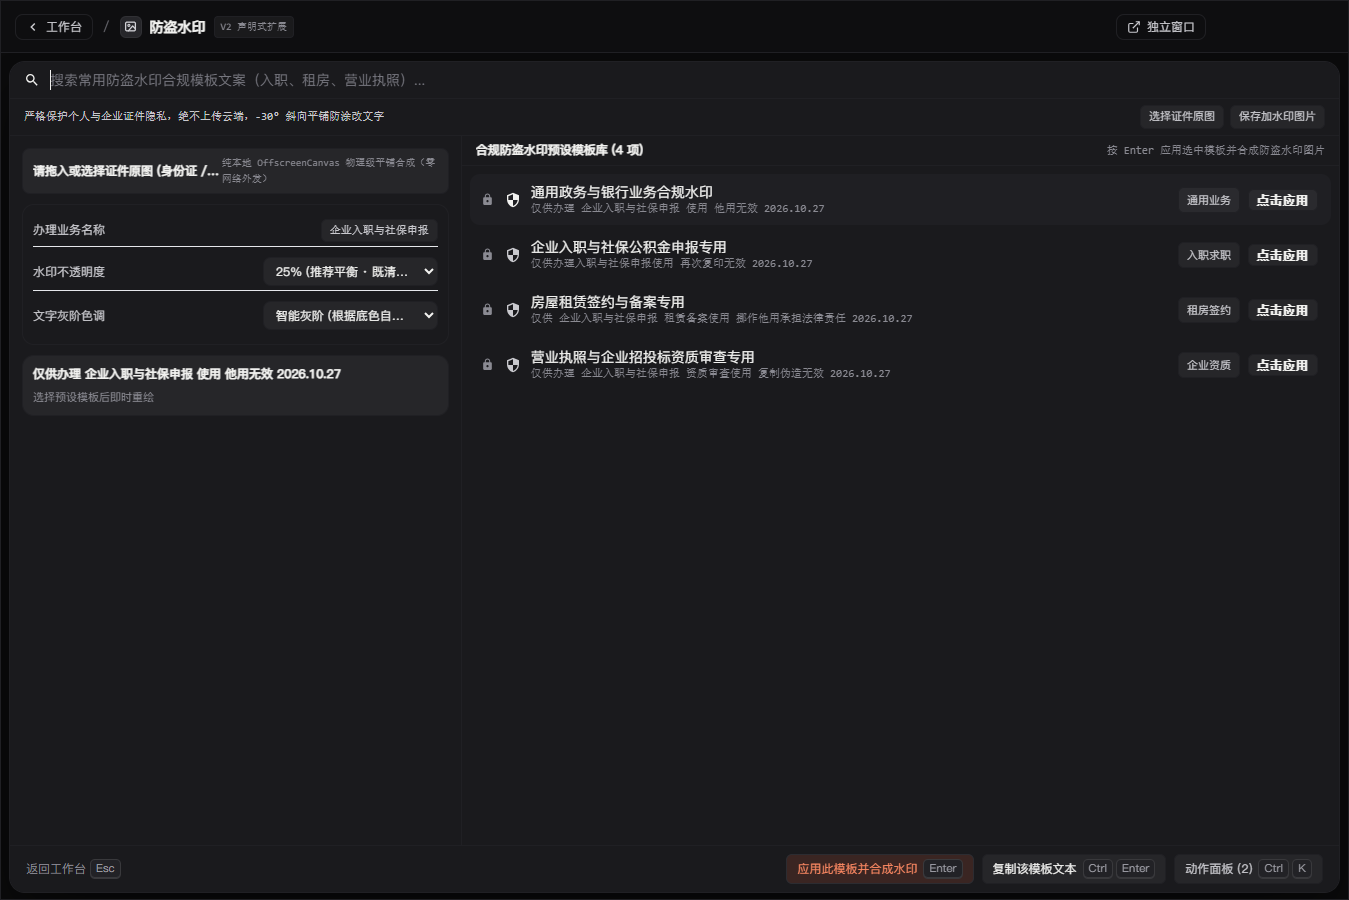 工作台 / 防盗水印 V2 声明式扩展 独立窗口
搜索常用防盗水印合规模板文案（入职、租房、营业执照）...
严格保护个人与企业证件隐私，绝不上传云端，-30° 斜向平铺防涂改文字 选择证件原图 保存加水印图片
请拖入或选择证件原图 (身份证 /... 纯本地 OffscreenCanvas 物理级平铺合成（零
网络外发）
办理业务名称 企业入职与社保申报
水印不透明度 25% (推荐平衡・既清...
文字灰阶色调 智能灰阶 (根据底色自...
仅供办理 企业入职与社保申报 使用 他用无效 2026.10.27
选择预设模板后即时重绘
合规防盗水印预设模板库 (4 项) 按 Enter 应用选中模板并合成防盗水印图片
通用政务与银行业务合规水印 通用业务 点击应用
仅供办理 企业入职与社保申报 使用 他用无效 2026.10.27
企业入职与社保公积金申报专用 入职求职 点击应用
仅供办理入职与社保申报使用 再次复印无效 2026.10.27
房屋租赁签约与备案专用 租房签约 点击应用
仅供 企业入职与社保申报 租赁备案使用 挪作他用承担法律责任 2026.10.27
营业执照与企业招投标资质审查专用 企业资质 点击应用
仅供办理 企业入职与社保申报 资质审查使用 复制伪造无效 2026.10.27
返回工作台 Esc 应用此模板并合成水印 Enter 复制该模板文本 Ctrl Enter 动作面板 (2) Ctrl K